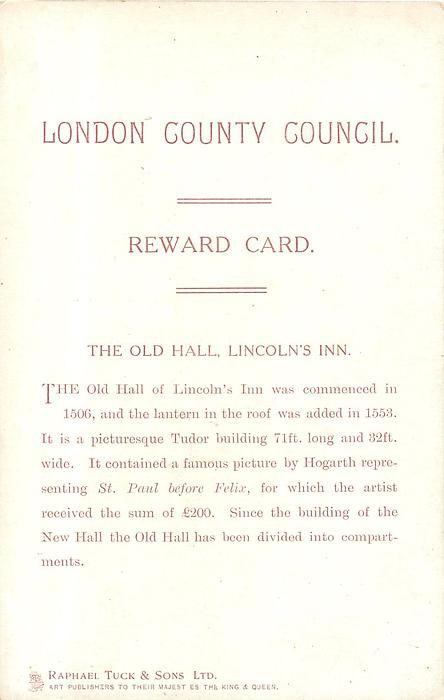 LONDON COUNTY COUNCIL.
REWARD CARD.
THE OLD HALL, LINCOLN'S INN.
THE Old Hall of Lincoln's Inn was commenced in
1506, and the lantern in the roof was added in 1553.
It is a picturesque Tudor building 71ft. long and 32ft.
wide. It contained a famous picture by Hogarth repre-
senting St. Paul before Felix, for which the artist
received the sum of £200. Since the building of the
New Hall the Old Hall has been divided into compart-
ments.
RAPHAEL TUCK & SONS LTD.
ART PUBLISHERS TO THEIR MAJEST ES THE KING & QUEEN.